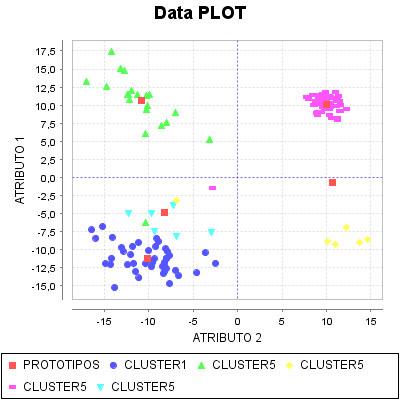 Data PLOT
ATRIBUTO 1
17,5
15,0
12,5
10,0
7,5
5,0
2,5
0,0
-2,5
-5,0
-7,5
-10,0
-12,5
-15,0
-15 -10 -5 0 5 10 15
ATRIBUTO 2
PROTOTIPOS CLUSTER1 CLUSTER5 CLUSTER5
CLUSTER5 CLUSTER5